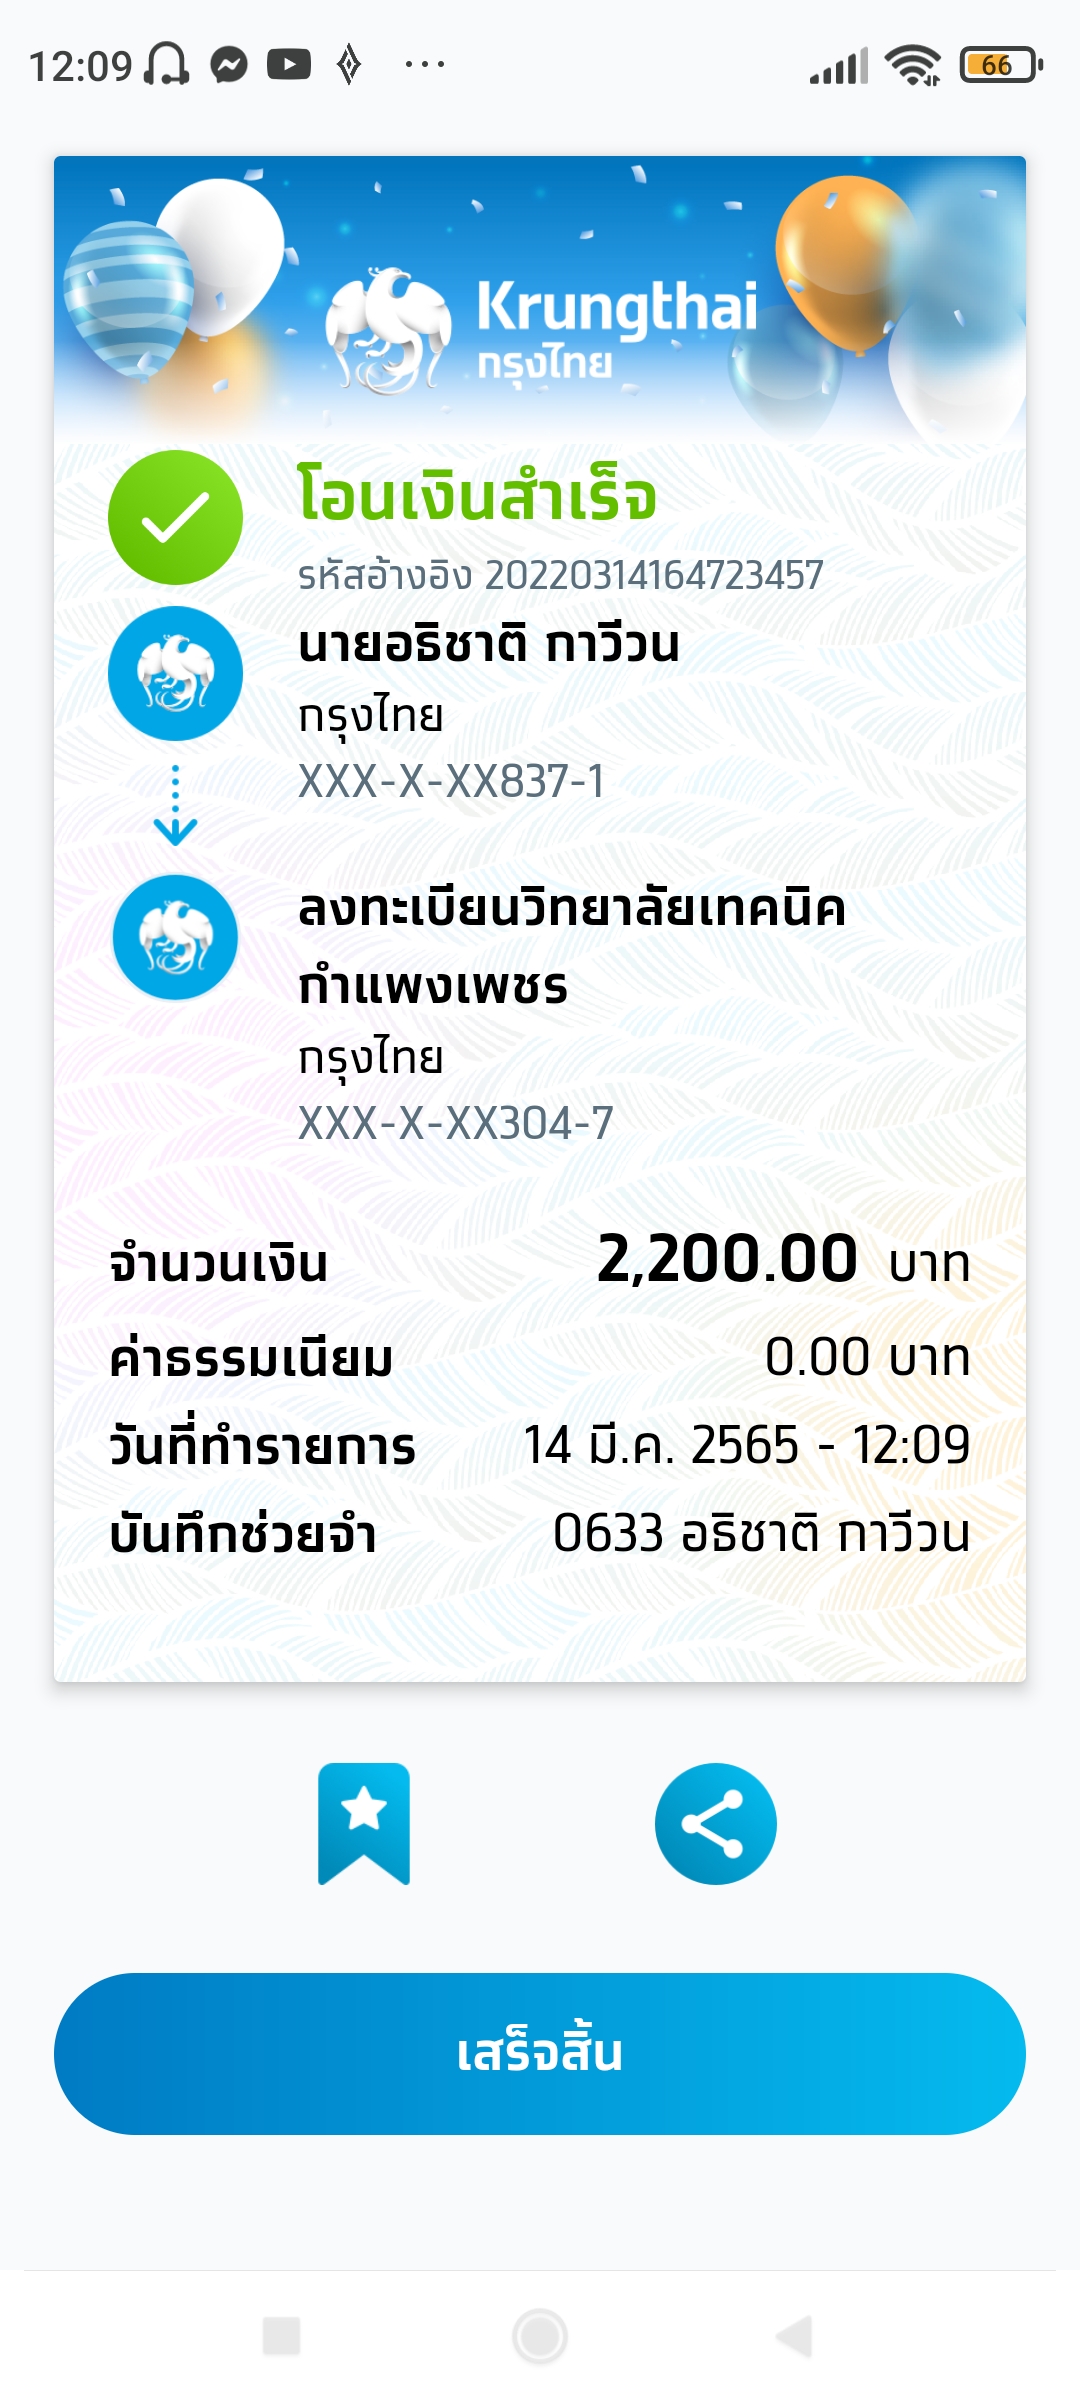 12:09 ... 66
Krungthai
กรุงไทย
โอนเงินสำเร็จ
รหัสอ้างอิง 20220314164723457
นายอธิชาติ กาวีวน
กรุงไทย
XXX-X-XX837-1
ลงทะเบียนวิทยาลัยเทคนิค
กำแพงเพชร
กรุงไทย
XXX-X-XX304-7
จำนวนเงิน 2,200.00 บาท
ค่าธรรมเนียม 0.00 บาท
วันที่ทำรายการ 14 มี.ค. 2565 - 12:09
บันทึกช่วยจำ 0633 อธิชาติ กาวีวน
เสร็จสิ้น